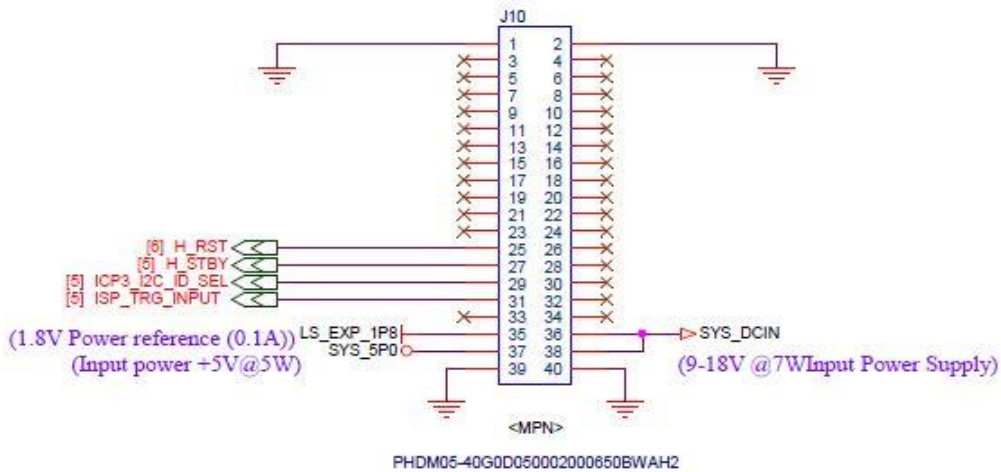 J10
1 2
3 4
5 6
7 8
9 10
11 12
13 14
15 16
17 18
19 20
21 22
23 24
[6] H_RST 25 26
[5] H_STBY 27 28
[5] ICP3_I2C_ID_SEL 29 30
[5] ISP_TRG_INPUT 31 32
33 34
(1.8V Power reference (0.1A)) LS_EXP_1P8 35 36 SYS_DCIN
(Input power +5V@5W) SYS_5P0 37 38 (9-18V @7WInput Power Supply)
39 40
<MPN>
PHDM05-40G0D050002000650BWAH2